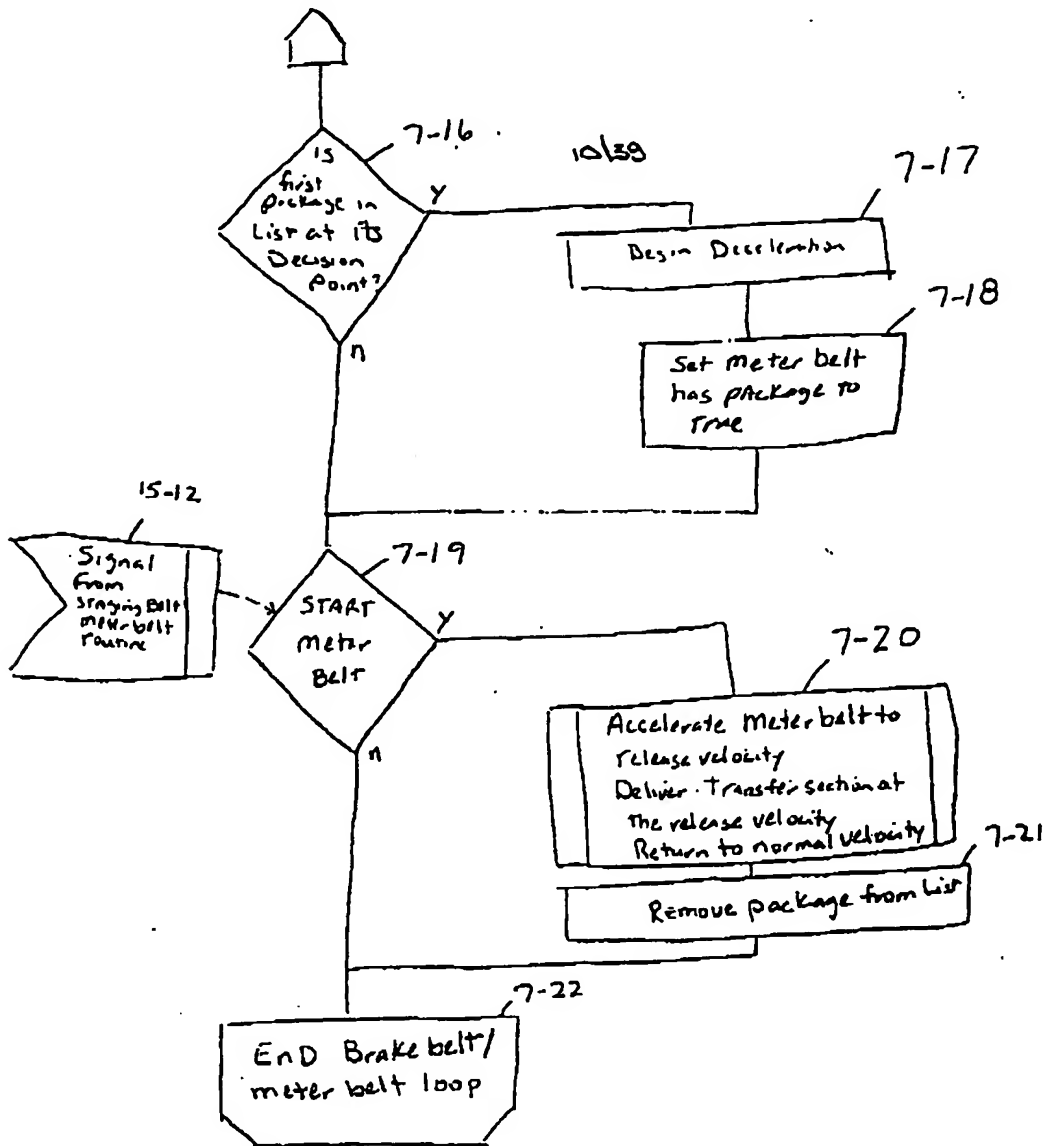 7-16
10/39
Is
first
package in
List at its
Decision
Point?
Y
n
7-17
Begin Deceleration
7-18
Set meter belt
has package to
True
15-12
Signal
from
staging Belt
meter belt
routine
7-19
START
meter
Belt
Y
n
7-20
Accelerate Meter belt to
release velocity
Deliver Transfer section at
The release velocity
Return to normal velocity
7-21
Remove package from List
7-22
EnD Brake belt/
meter belt loop